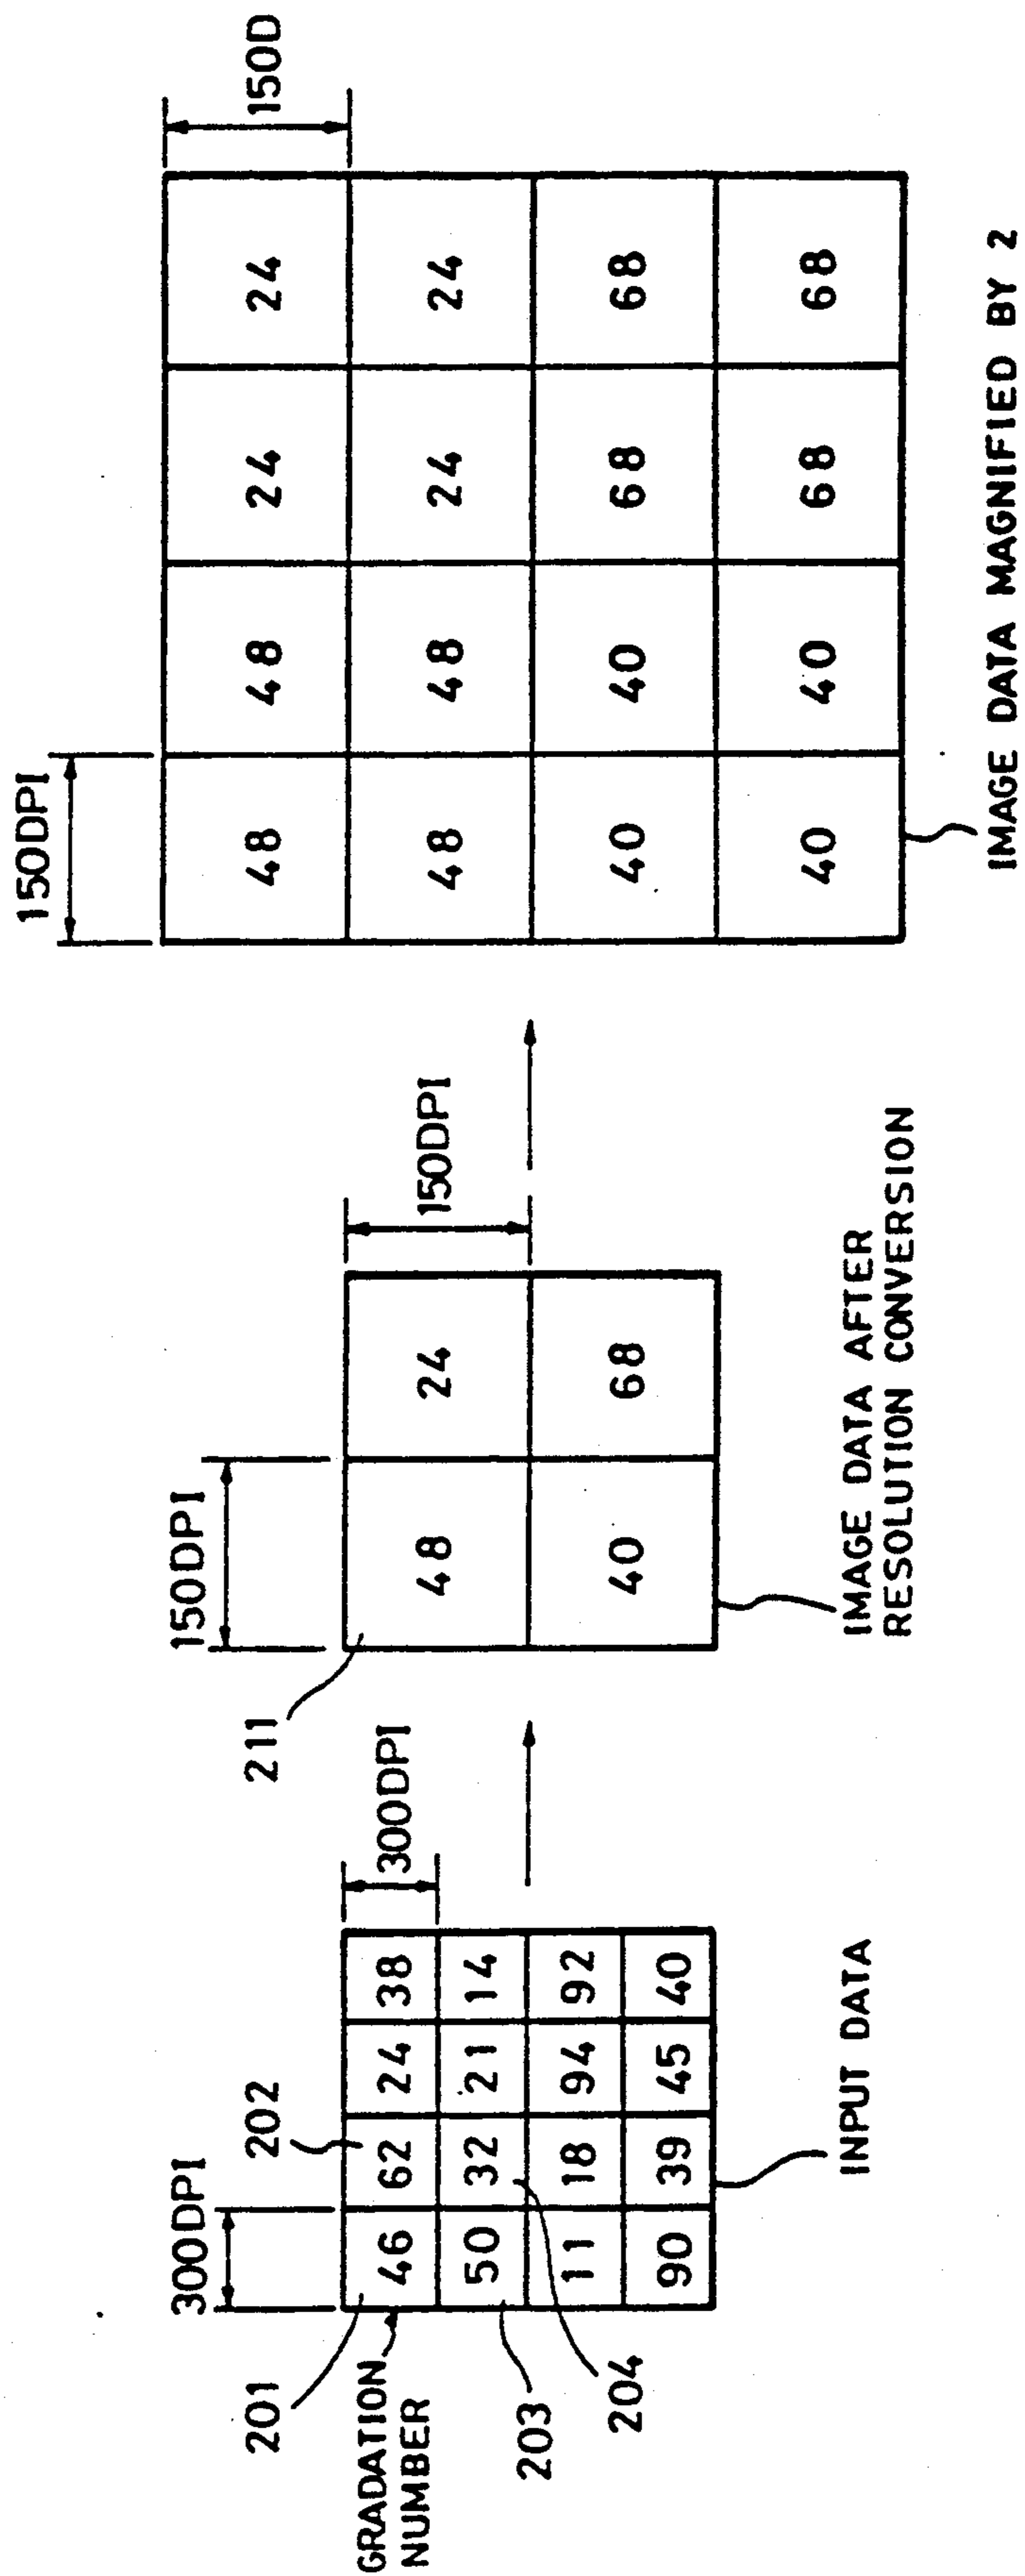 300DPI
201
202
300DPI
GRADATION
NUMBER
46 62 24 38
50 32 21 14
11 18 94 92
90 39 45 40
203
204
INPUT DATA
150DPI
211
150DPI
48 24
40 68
IMAGE DATA AFTER
RESOLUTION CONVERSION
150DPI
150D
48 48 24 24
48 48 24 24
40 40 68 68
40 40 68 68
IMAGE DATA MAGNIFIED BY 2